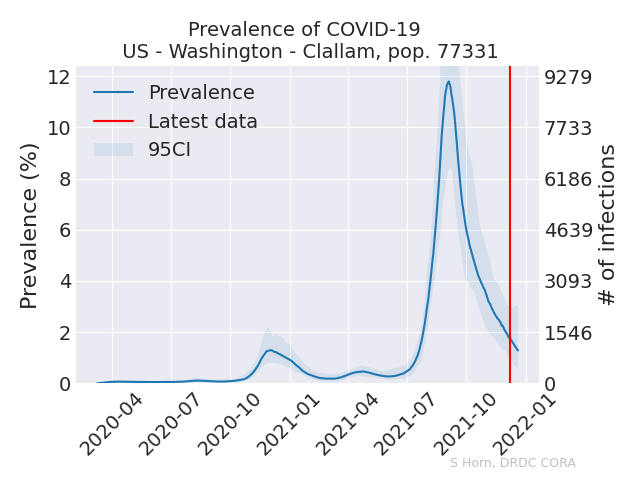 Prevalence of COVID-19
US - Washington - Clallam, pop. 77331
Prevalence
Latest data
95CI
Prevalence (%)
12
10
8
6
4
2
0
9279
7733
6186
4639
3093
1546
0
# of infections
2020-04
2020-07
2020-10
2021-01
2021-04
2021-07
2021-10
2022-01
S Horn, DRDC CORA